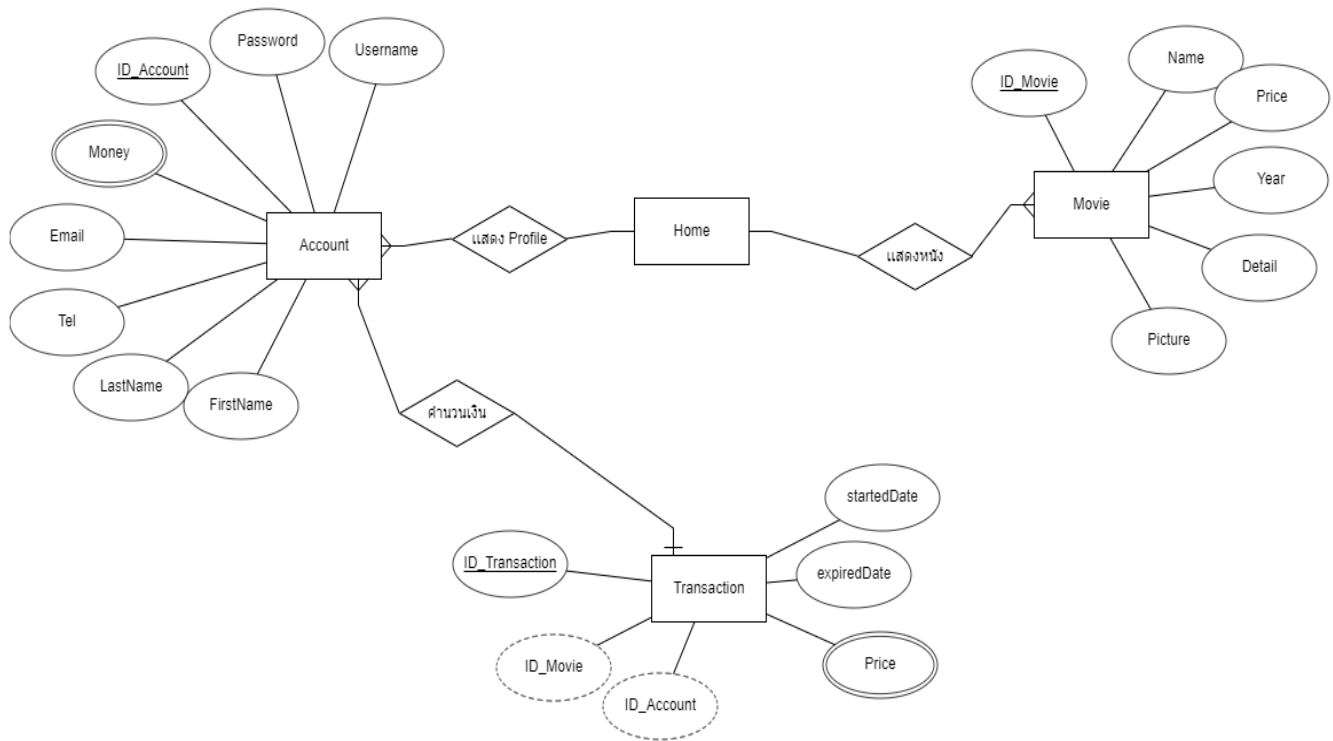 Password
Username
ID_Account
Money
Email
Tel
LastName
FirstName
Account
แสดง Profile
Home
แสดงหนัง
Movie
ID_Movie
Name
Price
Year
Detail
Picture
คำนวนเงิน
startedDate
expiredDate
ID_Transaction
Transaction
Price
ID_Movie
ID_Account